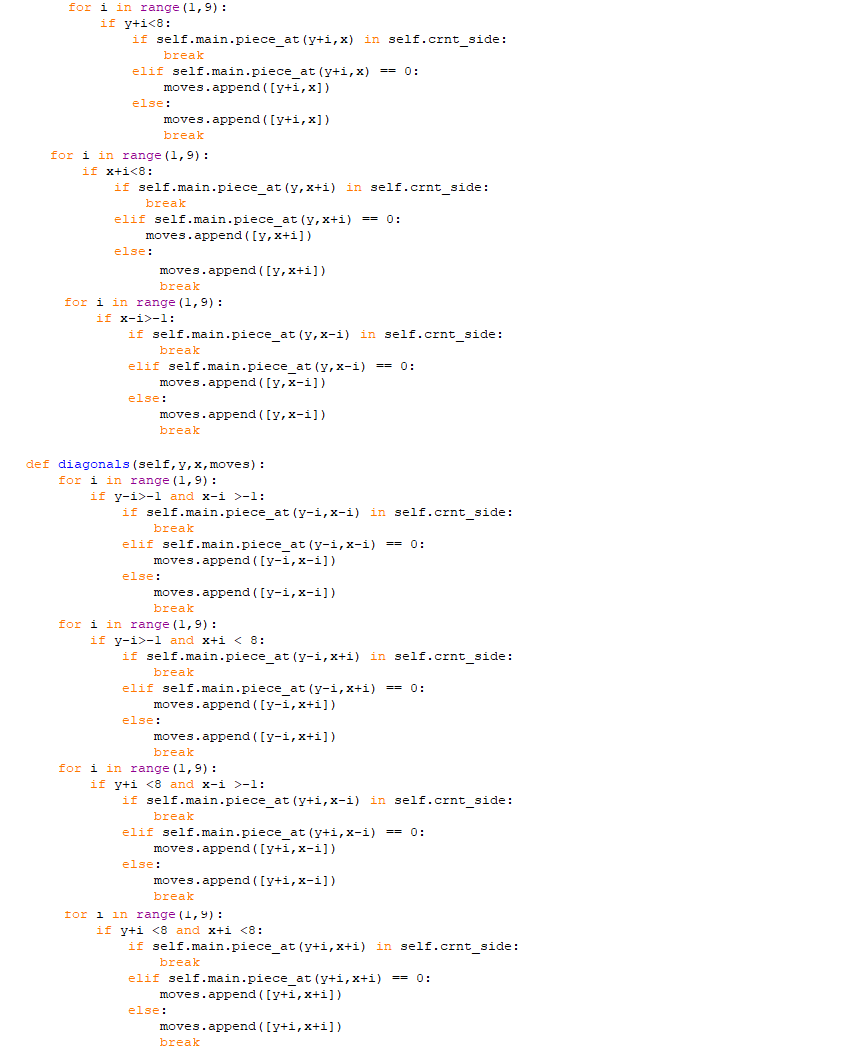 for i in range(1,9):
if y+i<8:
if self.main.piece_at(y+i,x) in self.crnt_side:
break
elif self.main.piece_at(y+i,x) == 0:
moves.append([y+i,x])
else:
moves.append([y+i,x])
break
for i in range(1,9):
if x+i<8:
if self.main.piece_at(y,x+i) in self.crnt_side:
break
elif self.main.piece_at(y,x+i) == 0:
moves.append([y,x+i])
else:
moves.append([y,x+i])
break
for i in range(1,9):
if x-i>-1:
if self.main.piece_at(y,x-i) in self.crnt_side:
break
elif self.main.piece_at(y,x-i) == 0:
moves.append([y,x-i])
else:
moves.append([y,x-i])
break
def diagonals(self,y,x,moves):
for i in range(1,9):
if y-i>-1 and x-i >-1:
if self.main.piece_at(y-i,x-i) in self.crnt_side:
break
elif self.main.piece_at(y-i,x-i) == 0:
moves.append([y-i,x-i])
else:
moves.append([y-i,x-i])
break
for i in range(1,9):
if y-i>-1 and x+i < 8:
if self.main.piece_at(y-i,x+i) in self.crnt_side:
break
elif self.main.piece_at(y-i,x+i) == 0:
moves.append([y-i,x+i])
else:
moves.append([y-i,x+i])
break
for i in range(1,9):
if y+i <8 and x-i >-1:
if self.main.piece_at(y+i,x-i) in self.crnt_side:
break
elif self.main.piece_at(y+i,x-i) == 0:
moves.append([y+i,x-i])
else:
moves.append([y+i,x-i])
break
for i in range(1,9):
if y+i <8 and x+i <8:
if self.main.piece_at(y+i,x+i) in self.crnt_side:
break
elif self.main.piece_at(y+i,x+i) == 0:
moves.append([y+i,x+i])
else:
moves.append([y+i,x+i])
break